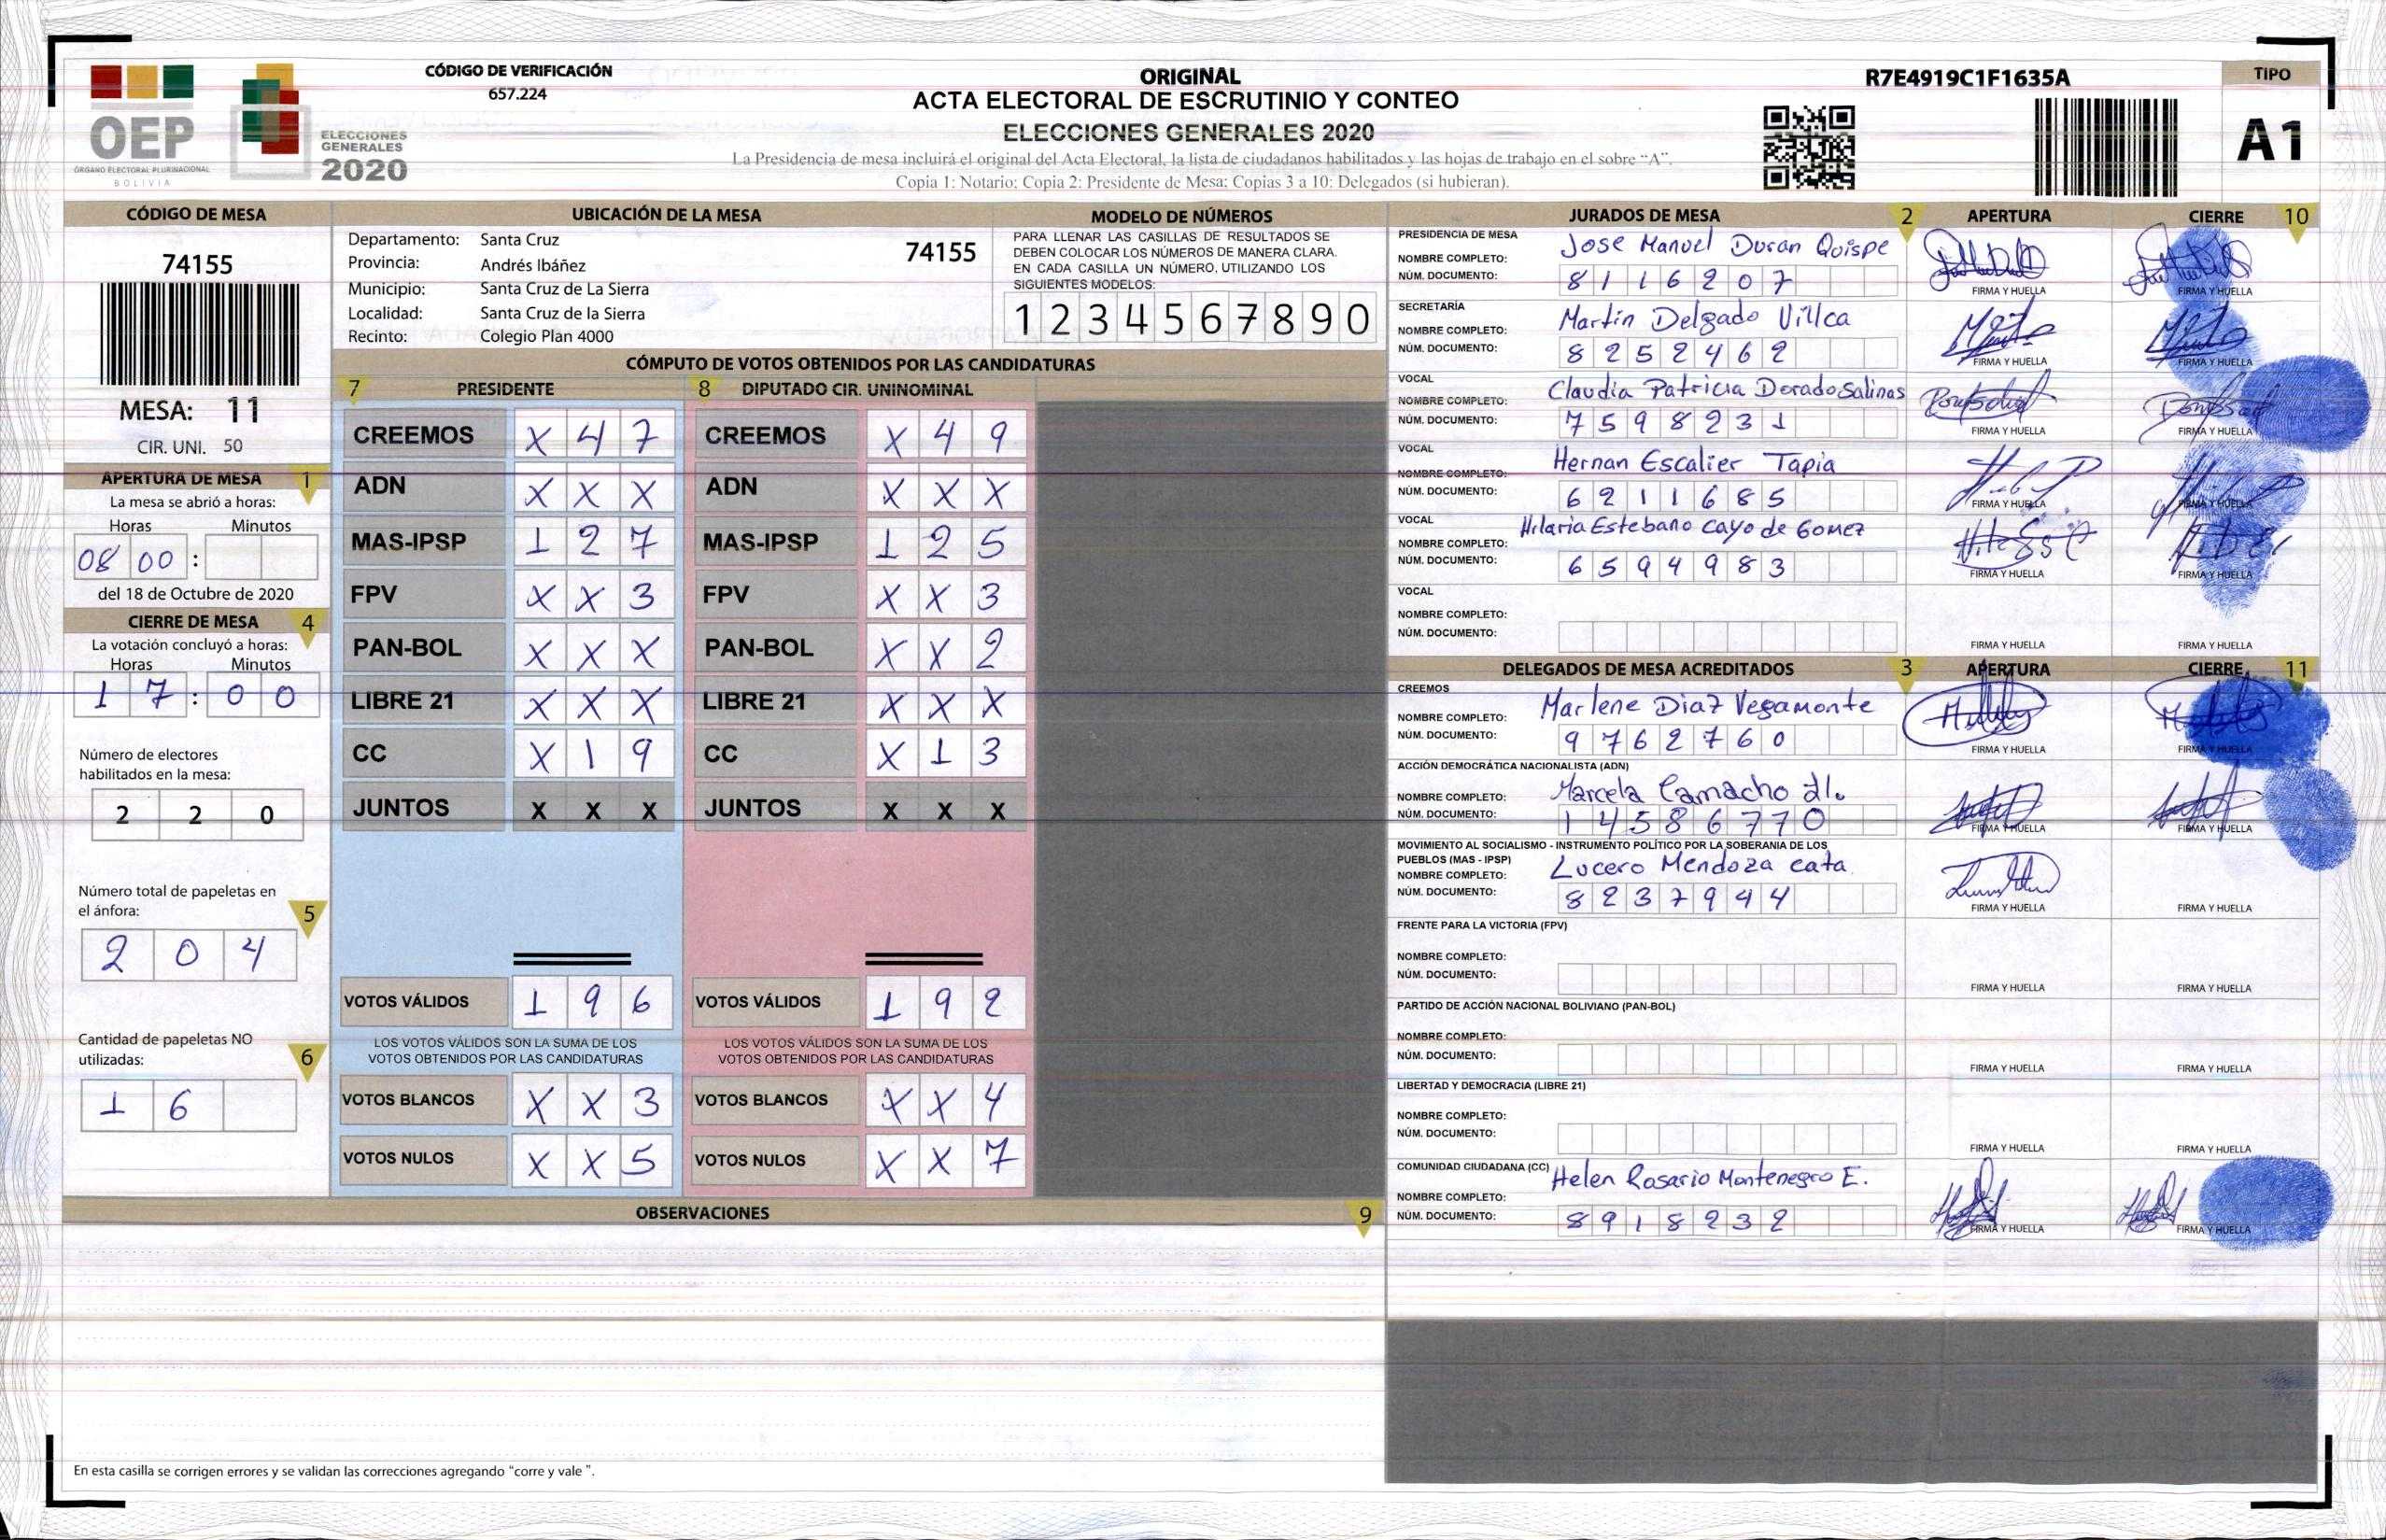 OEP
ÓRGANO ELECTORAL PLURINACIONAL
BOLIVIA
ELECCIONES
GENERALES
2020
CÓDIGO DE VERIFICACIÓN
657.224
ORIGINAL
ACTA ELECTORAL DE ESCRUTINIO Y CONTEO
ELECCIONES GENERALES 2020
La Presidencia de mesa incluirá el original del Acta Electoral, la lista de ciudadanos habilitados y las hojas de trabajo en el sobre “A”.
Copia 1: Notario; Copia 2: Presidente de Mesa; Copias 3 a 10: Delegados (si hubieran).
R7E4919C1F1635A
TIPO
A1
CÓDIGO DE MESA
74155
MESA: 11
CIR. UNI. 50
APERTURA DE MESA 1
La mesa se abrió a horas:
Horas Minutos
08 00 :
del 18 de Octubre de 2020
CIERRE DE MESA 4
La votación concluyó a horas:
Horas Minutos
1 7 : 0 0
Número de electores
habilitados en la mesa:
2 2 0
Número total de papeletas en
el ánfora: 5
2 0 4
Cantidad de papeletas NO
utilizadas: 6
1 6
UBICACIÓN DE LA MESA
Departamento: Santa Cruz
74155
Provincia: Andrés Ibáñez
Municipio: Santa Cruz de La Sierra
Localidad: Santa Cruz de la Sierra
Recinto: Colegio Plan 4000
MODELO DE NÚMEROS
PARA LLENAR LAS CASILLAS DE RESULTADOS SE
DEBEN COLOCAR LOS NÚMEROS DE MANERA CLARA.
EN CADA CASILLA UN NÚMERO, UTILIZANDO LOS
SIGUIENTES MODELOS:
1 2 3 4 5 6 7 8 9 0
CÓMPUTO DE VOTOS OBTENIDOS POR LAS CANDIDATURAS
7 PRESIDENTE 8 DIPUTADO CIR. UNINOMINAL
CREEMOS X 4 7 CREEMOS X 4 9
ADN X X X ADN X X X
MAS-IPSP 1 2 7 MAS-IPSP 1 2 5
FPV X X 3 FPV X X 3
PAN-BOL X X X PAN-BOL X X 2
LIBRE 21 X X X LIBRE 21 X X X
CC X 1 9 CC X 1 3
JUNTOS X X X JUNTOS X X X
VOTOS VÁLIDOS 1 9 6 VOTOS VÁLIDOS 1 9 2
LOS VOTOS VÁLIDOS SON LA SUMA DE LOS LOS VOTOS VÁLIDOS SON LA SUMA DE LOS
VOTOS OBTENIDOS POR LAS CANDIDATURAS VOTOS OBTENIDOS POR LAS CANDIDATURAS
VOTOS BLANCOS X X 3 VOTOS BLANCOS X X 4
VOTOS NULOS X X 5 VOTOS NULOS X X 7
OBSERVACIONES 9
En esta casilla se corrigen errores y se validan las correcciones agregando “corre y vale ”.
JURADOS DE MESA 2 APERTURA CIERRE 10
PRESIDENCIA DE MESA
NOMBRE COMPLETO: Jose Manuel Duran Quispe
NÚM. DOCUMENTO: 8 1 1 6 2 0 7
FIRMA Y HUELLA FIRMA Y HUELLA
SECRETARÍA
NOMBRE COMPLETO: Martin Delgado Villca
NÚM. DOCUMENTO: 8 2 5 2 4 6 2
FIRMA Y HUELLA FIRMA Y HUELLA
VOCAL
NOMBRE COMPLETO: Claudia Patricia Dorado Salinas
NÚM. DOCUMENTO: 7 5 9 8 2 3 1
FIRMA Y HUELLA FIRMA Y HUELLA
VOCAL
NOMBRE COMPLETO: Hernan Escalier Tapia
NÚM. DOCUMENTO: 6 2 1 1 6 8 5
FIRMA Y HUELLA FIRMA Y HUELLA
VOCAL
NOMBRE COMPLETO: Hilaria Estebano Cayo de Gomez
NÚM. DOCUMENTO: 6 5 9 4 9 8 3
FIRMA Y HUELLA FIRMA Y HUELLA
VOCAL
NOMBRE COMPLETO:
NÚM. DOCUMENTO:
FIRMA Y HUELLA FIRMA Y HUELLA
DELEGADOS DE MESA ACREDITADOS 3 APERTURA CIERRE 11
CREEMOS
NOMBRE COMPLETO: Marlene Diaz Vegamonte
NÚM. DOCUMENTO: 9 7 6 2 7 6 0
FIRMA Y HUELLA FIRMA Y HUELLA
ACCIÓN DEMOCRÁTICA NACIONALISTA (ADN)
NOMBRE COMPLETO: Marcela Camacho
NÚM. DOCUMENTO: 1 4 5 8 6 7 7 0
FIRMA Y HUELLA FIRMA Y HUELLA
MOVIMIENTO AL SOCIALISMO - INSTRUMENTO POLÍTICO POR LA SOBERANIA DE LOS
PUEBLOS (MAS - IPSP)
NOMBRE COMPLETO: Lucero Mendoza cata
NÚM. DOCUMENTO: 8 2 3 7 9 4 4
FIRMA Y HUELLA FIRMA Y HUELLA
FRENTE PARA LA VICTORIA (FPV)
NOMBRE COMPLETO:
NÚM. DOCUMENTO:
FIRMA Y HUELLA FIRMA Y HUELLA
PARTIDO DE ACCIÓN NACIONAL BOLIVIANO (PAN-BOL)
NOMBRE COMPLETO:
NÚM. DOCUMENTO:
FIRMA Y HUELLA FIRMA Y HUELLA
LIBERTAD Y DEMOCRACIA (LIBRE 21)
NOMBRE COMPLETO:
NÚM. DOCUMENTO:
FIRMA Y HUELLA FIRMA Y HUELLA
COMUNIDAD CIUDADANA (CC)
NOMBRE COMPLETO: Helen Rosario Montenegro E.
NÚM. DOCUMENTO: 8 9 1 8 2 3 2
FIRMA Y HUELLA FIRMA Y HUELLA